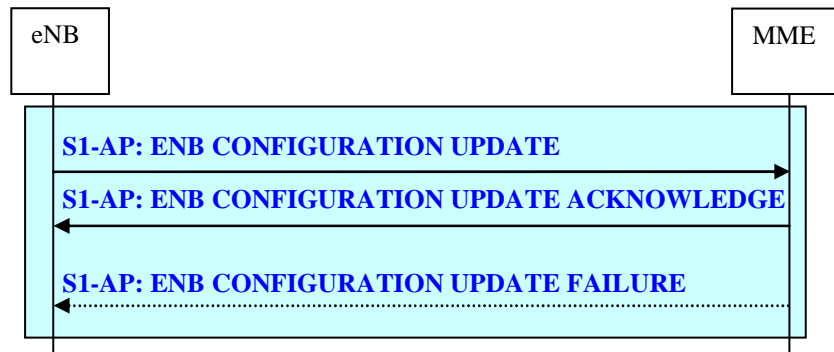 eNB
MME
S1-AP: ENB CONFIGURATION UPDATE
S1-AP: ENB CONFIGURATION UPDATE ACKNOWLEDGE
S1-AP: ENB CONFIGURATION UPDATE FAILURE